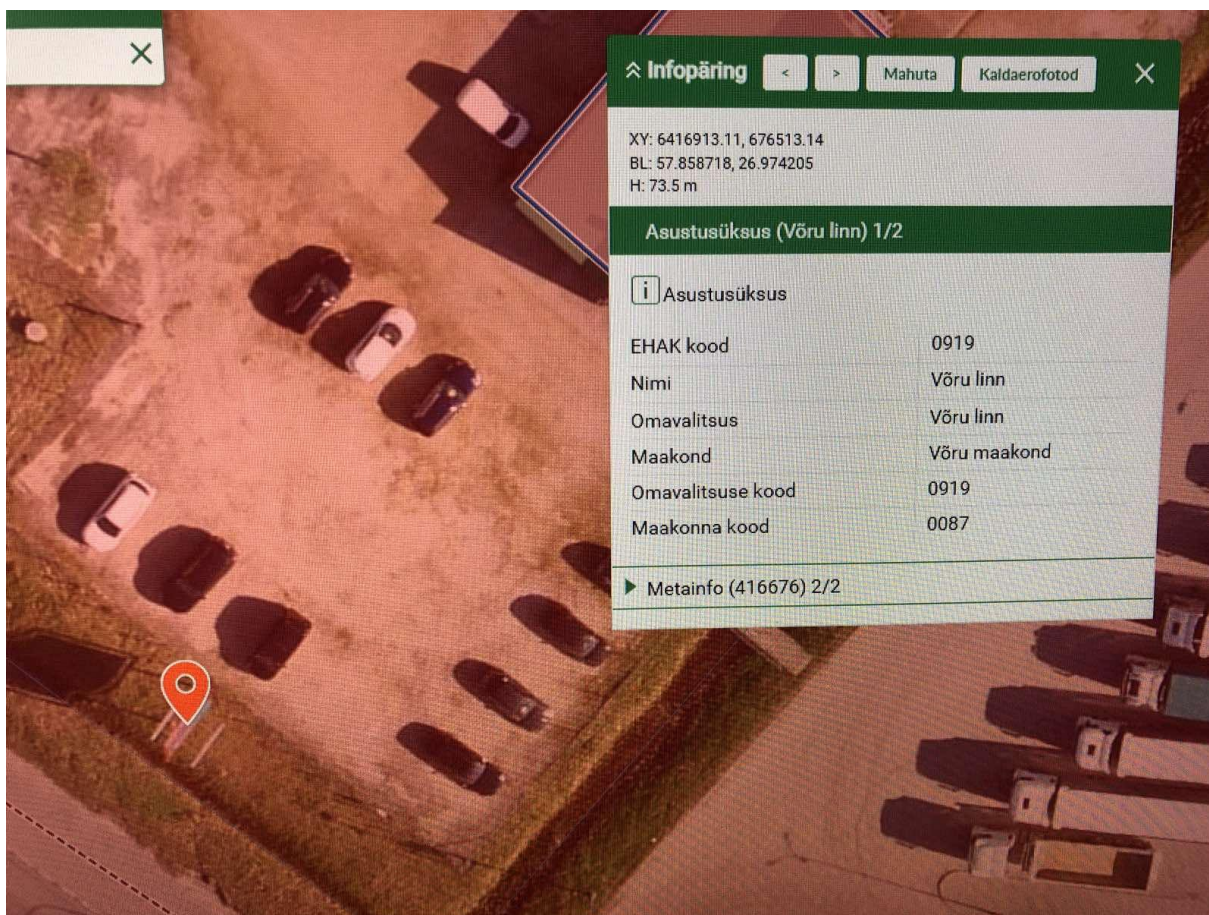 Infopäring < > Mahuta Kaldaerofotod
XY: 6416913.11, 676513.14
BL: 57.858718, 26.974205
H: 73.5 m
Asustusüksus (Võru linn) 1/2
i Asustusüksus
EHAK kood 0919
Nimi Võru linn
Omavalitsus Võru linn
Maakond Võru maakond
Omavalitsuse kood 0919
Maakonna kood 0087
Metainfo (416676) 2/2